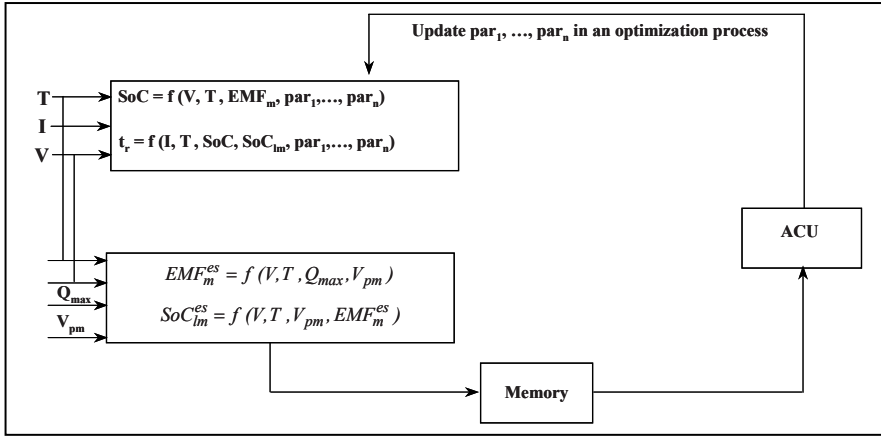 Update par₁, …, parₙ in an optimization process
T
I
V
SoC = f (V, T , EMFₘ, par₁,…, parₙ)
tᵣ = f (I, T , SoC, SoCₗₘ, par₁,…, parₙ)
ACU
Qₘₐₓ
Vₚₘ
EMFₘᵉˢ = f (V,T ,Qₘₐₓ,Vₚₘ)
SoCₗₘᵉˢ = f (V,T ,Vₚₘ,EMFₘᵉˢ)
Memory